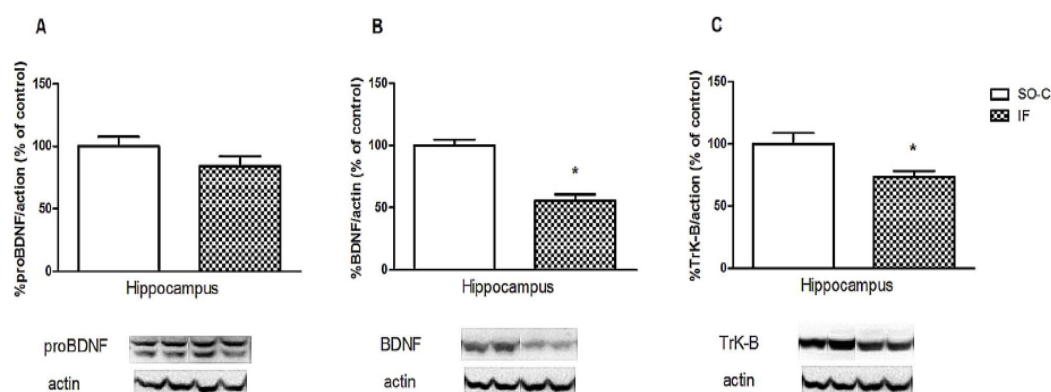 A
%proBDNF/action (% of control)
150
100
50
0
Hippocampus
proBDNF
actin
B
%BDNF/actin (% of control)
150
100
50
0
*
Hippocampus
BDNF
actin
C
%TrK-B/action (% of control)
150
100
50
0
*
Hippocampus
TrK-B
actin
SO-C
IF